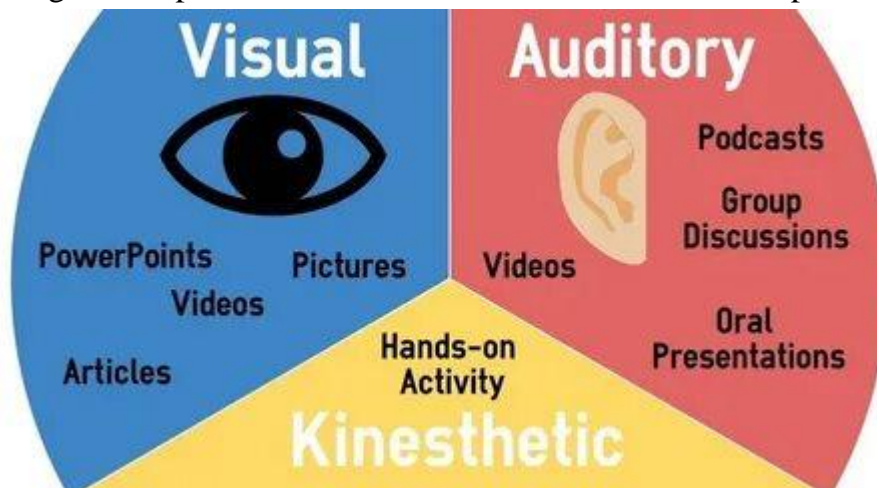 Visual
PowerPoints
Pictures
Videos
Articles
Auditory
Podcasts
Group
Discussions
Videos
Oral
Presentations
Hands-on
Activity
Kinesthetic